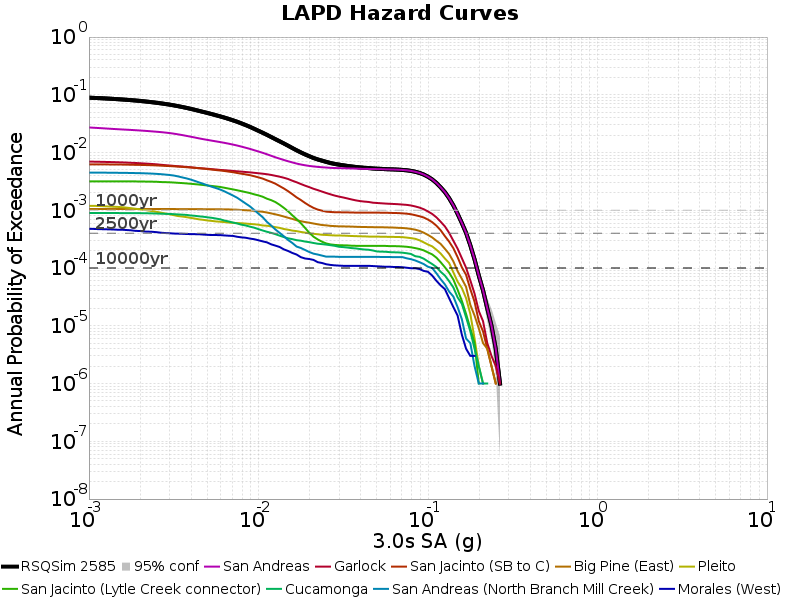 LAPD Hazard Curves
Annual Probability of Exceedance
10^0
10^-1
10^-2
10^-3
10^-4
10^-5
10^-6
10^-7
10^-8
1000yr
2500yr
10000yr
10^-3 10^-2 10^-1 10^0 10^1
3.0s SA (g)
RSQSim 2585 95% conf San Andreas Garlock San Jacinto (SB to C) Big Pine (East) Pleito
San Jacinto (Lytle Creek connector) Cucamonga San Andreas (North Branch Mill Creek) Morales (West)